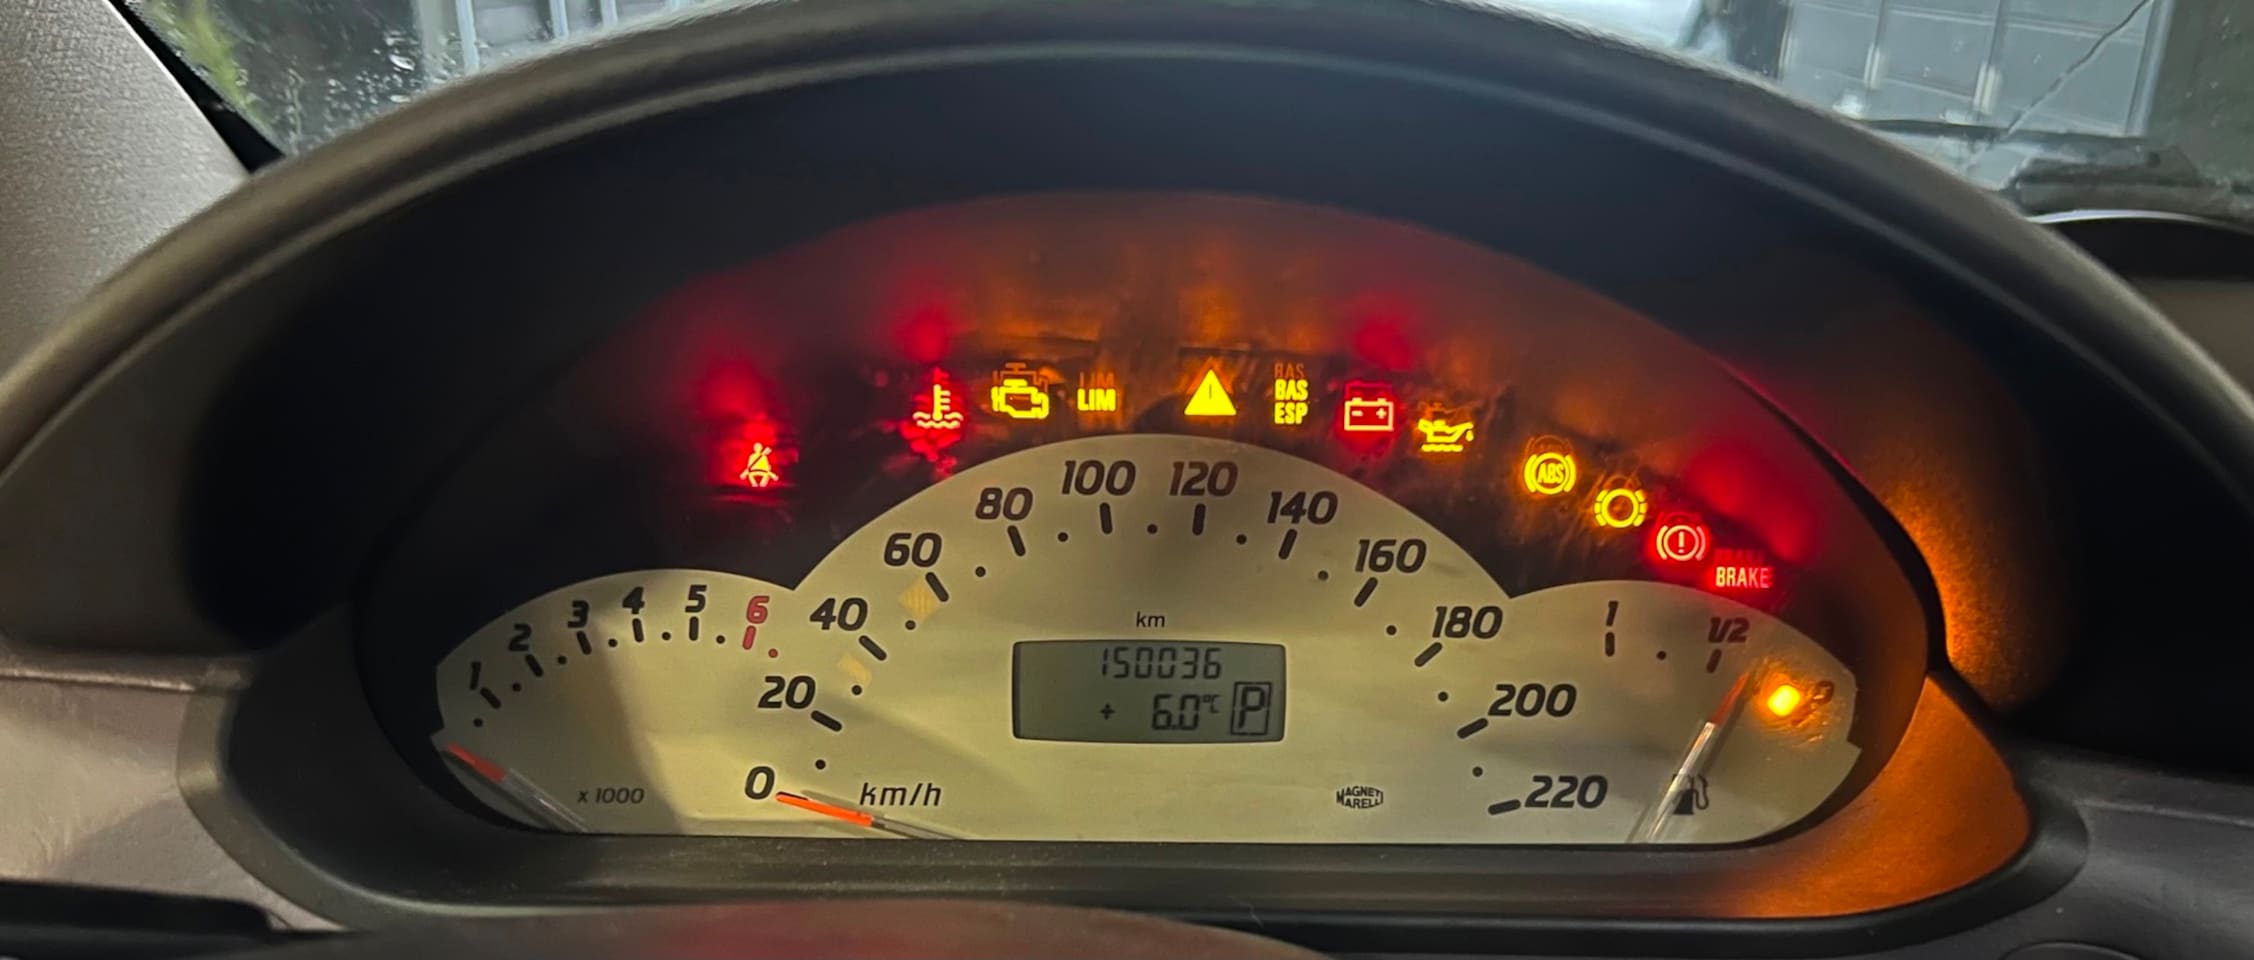 LIM
BAS
ESP
ABS
BRAKE
1 2 3 4 5 6
x 1000
0 20 40 60 80 100 120 140 160 180 200 220
km/h
km
150036
+ 6.0°C P
MAGNETI
MARELLI
1 1/2